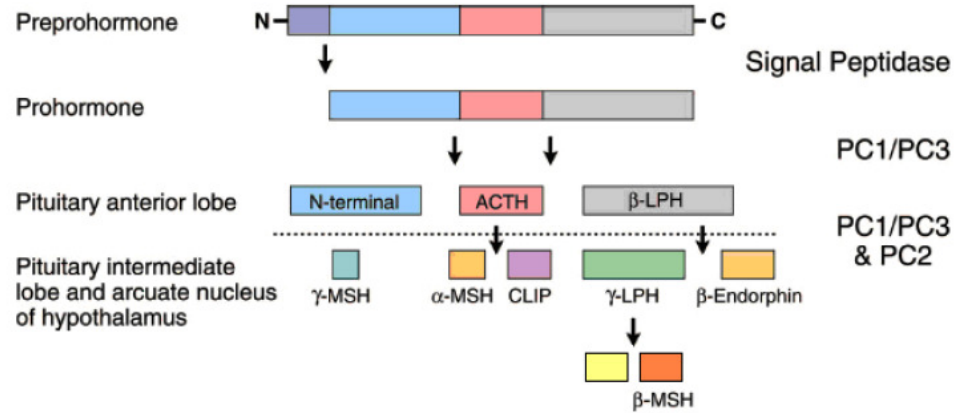 Preprohormone
N
C
Signal Peptidase
Prohormone
PC1/PC3
Pituitary anterior lobe
N-terminal
ACTH
β-LPH
PC1/PC3
& PC2
Pituitary intermediate
lobe and arcuate nucleus
of hypothalamus
γ-MSH
α-MSH
CLIP
γ-LPH
β-Endorphin
β-MSH